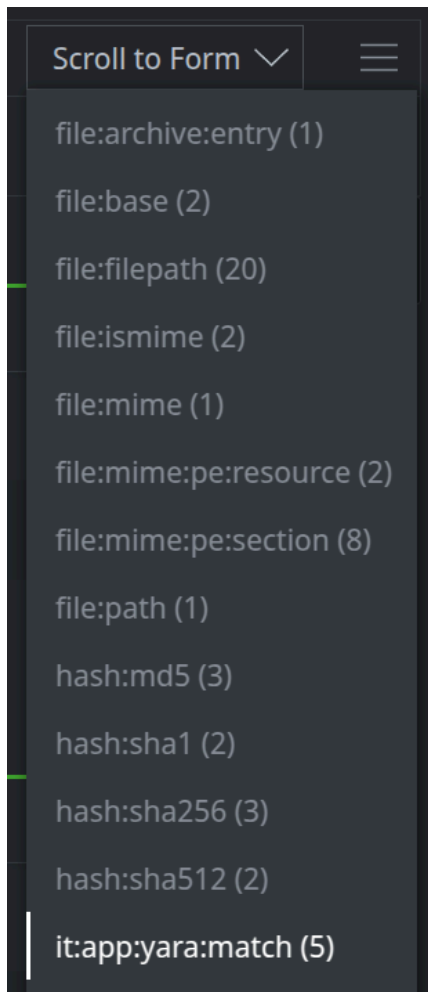 Scroll to Form
file:archive:entry (1)
file:base (2)
file:filepath (20)
file:ismime (2)
file:mime (1)
file:mime:pe:resource (2)
file:mime:pe:section (8)
file:path (1)
hash:md5 (3)
hash:sha1 (2)
hash:sha256 (3)
hash:sha512 (2)
it:app:yara:match (5)